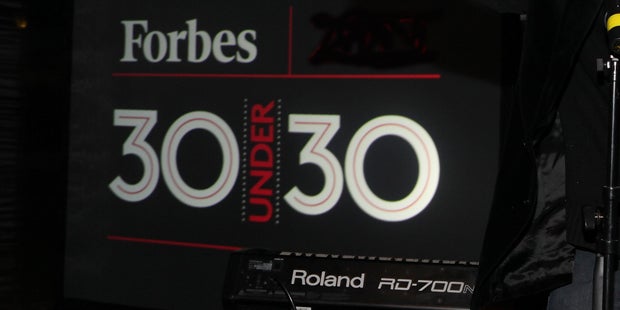 Forbes
30 UNDER 30
Roland RD-700N